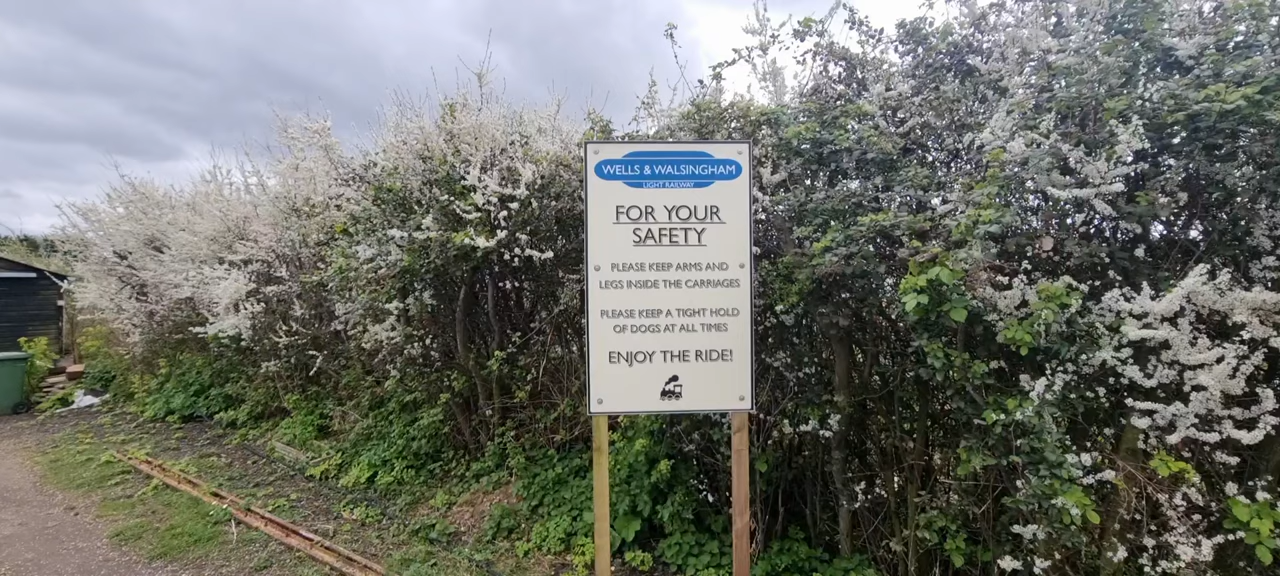 WELLS & WALSINGHAM
LIGHT RAILWAY
FOR YOUR
SAFETY
PLEASE KEEP ARMS AND
LEGS INSIDE THE CARRIAGES
PLEASE KEEP A TIGHT HOLD
OF DOGS AT ALL TIMES
ENJOY THE RIDE!